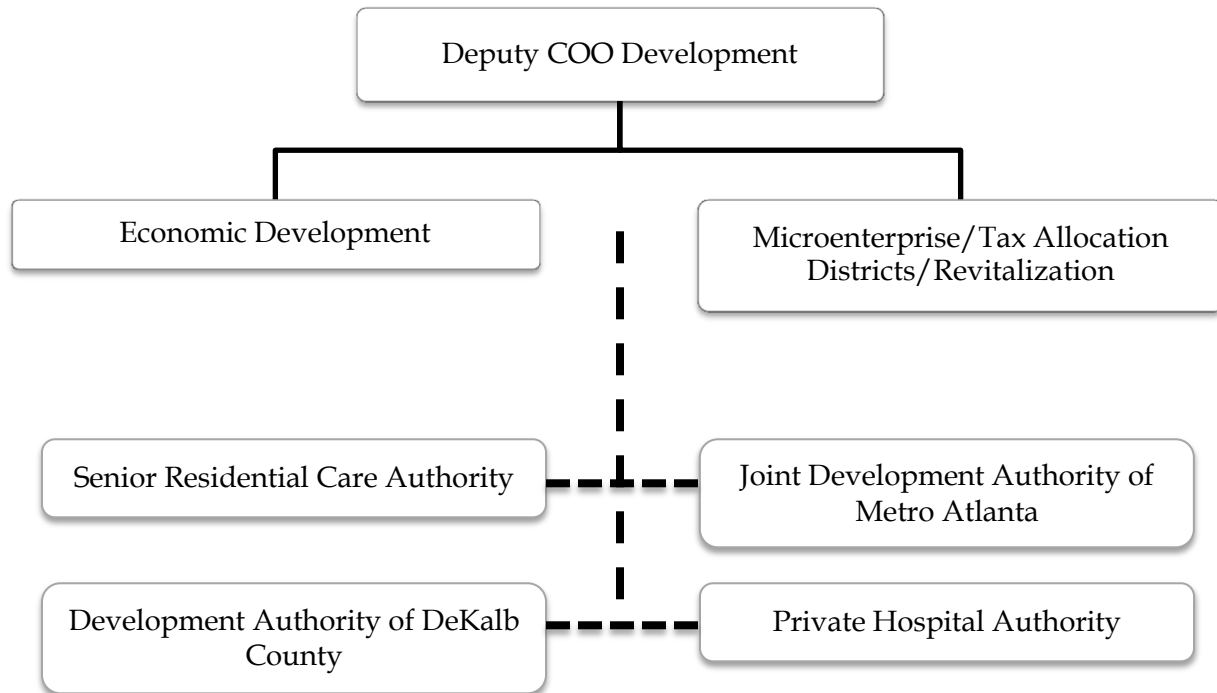 Deputy COO Development
Economic Development
Microenterprise/Tax Allocation
Districts/Revitalization
Senior Residential Care Authority
Joint Development Authority of
Metro Atlanta
Development Authority of DeKalb
County
Private Hospital Authority